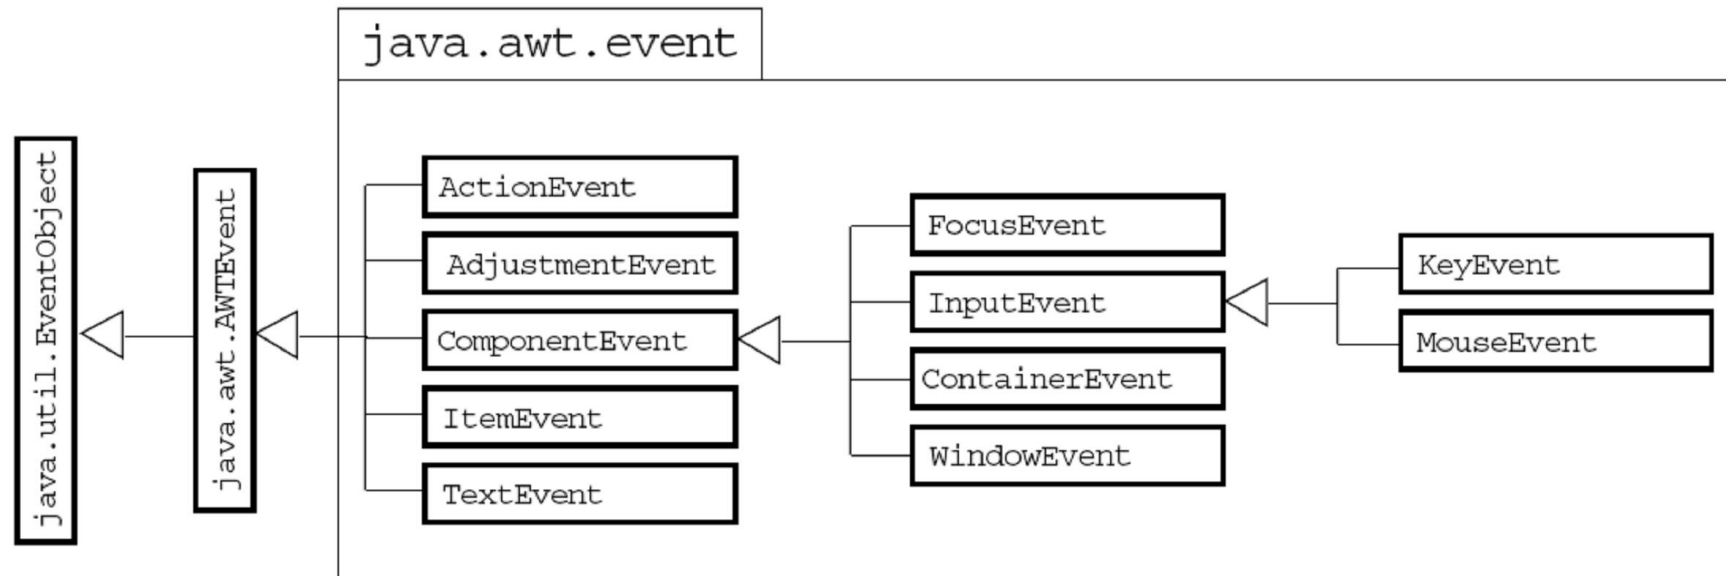 java.awt.event
java.util.EventObject
java.awt.AWTEvent
ActionEvent
AdjustmentEvent
ComponentEvent
ItemEvent
TextEvent
FocusEvent
InputEvent
ContainerEvent
WindowEvent
KeyEvent
MouseEvent